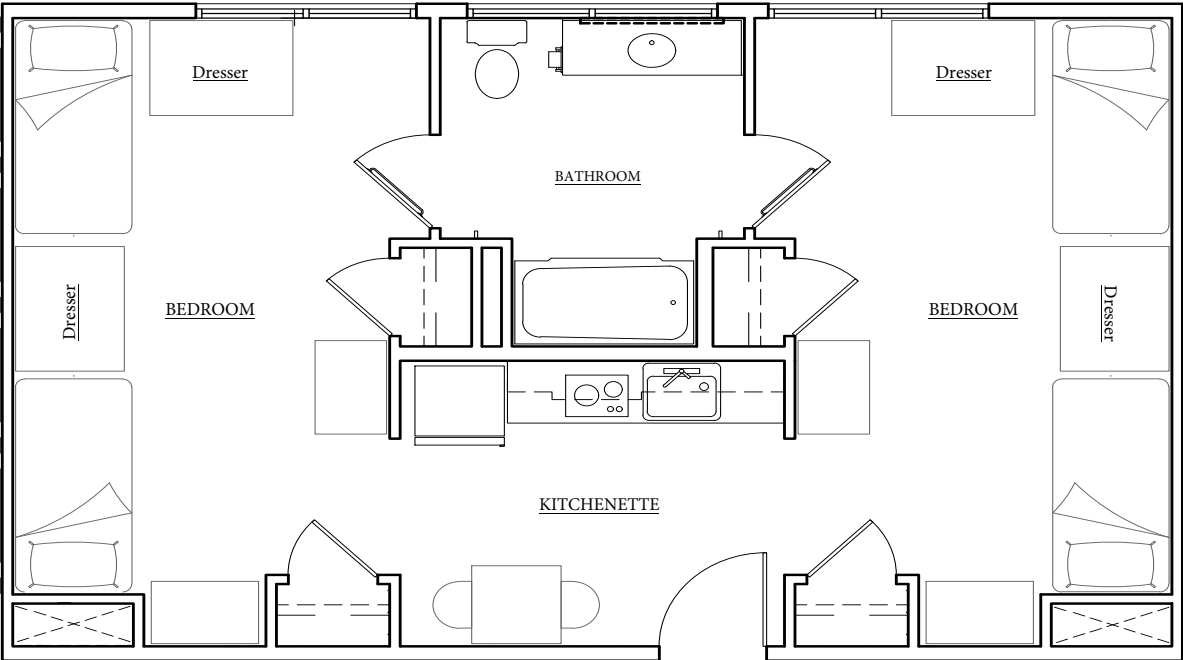 Dresser
Dresser
BATHROOM
Dresser
BEDROOM
BEDROOM
Dresser
KITCHENETTE